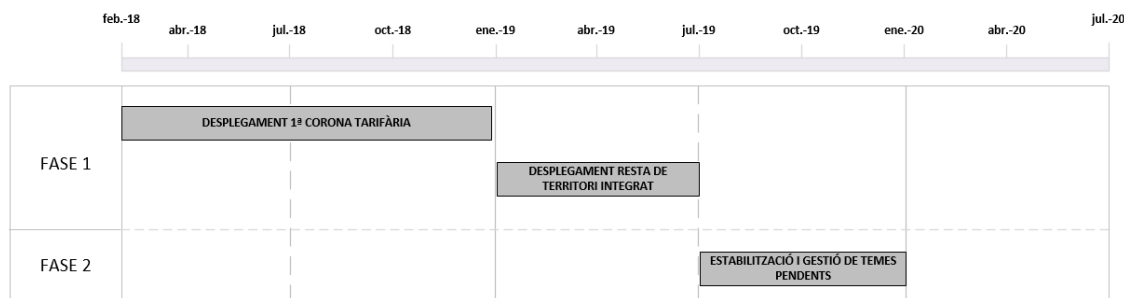 feb.-18
abr.-18
jul.-18
oct.-18
ene.-19
abr.-19
jul.-19
oct.-19
ene.-20
abr.-20
jul.-20
FASE 1
DESPLEGAMENT 1ª CORONA TARIFÀRIA
DESPLEGAMENT RESTA DE
TERRITORI INTEGRAT
FASE 2
ESTABILITZACIÓ I GESTIÓ DE TEMES
PENDENTS